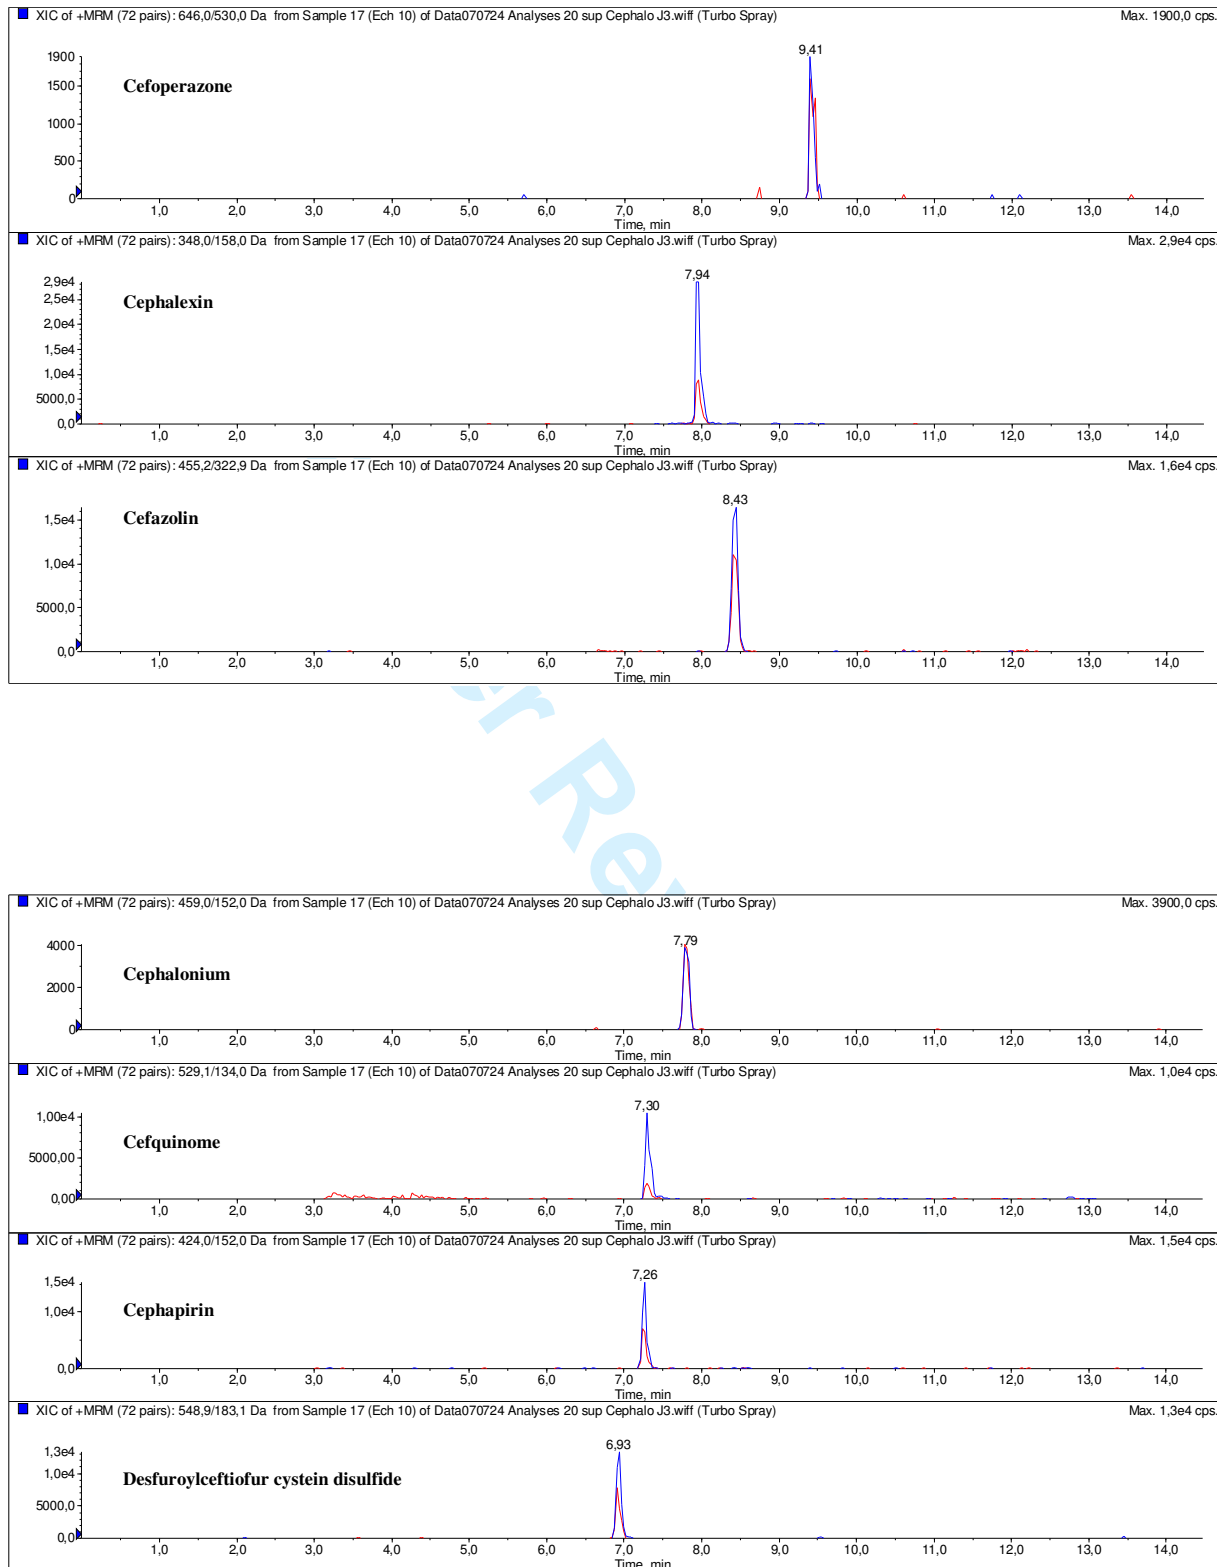 XIC of +MRM (72 pairs): 646,0/530,0 Da from Sample 17 (Ech 10) of Data070724 Analyses 20 sup Cephalo J3.wiff (Turbo Spray) Max. 1900,0 cps.
9,41
1900
Cefoperazone
1500
1000
500
0
1,0 2,0 3,0 4,0 5,0 6,0 7,0 8,0 9,0 10,0 11,0 12,0 13,0 14,0
Time, min
XIC of +MRM (72 pairs): 348,0/158,0 Da from Sample 17 (Ech 10) of Data070724 Analyses 20 sup Cephalo J3.wiff (Turbo Spray) Max. 2,9e4 cps.
7,94
2,9e4
2,5e4
Cephalexin
2,0e4
1,5e4
1,0e4
5000,0
0,0
1,0 2,0 3,0 4,0 5,0 6,0 7,0 8,0 9,0 10,0 11,0 12,0 13,0 14,0
Time, min
XIC of +MRM (72 pairs): 455,2/322,9 Da from Sample 17 (Ech 10) of Data070724 Analyses 20 sup Cephalo J3.wiff (Turbo Spray) Max. 1,6e4 cps.
8,43
1,5e4
Cefazolin
1,0e4
5000,0
0,0
1,0 2,0 3,0 4,0 5,0 6,0 7,0 8,0 9,0 10,0 11,0 12,0 13,0 14,0
Time, min
er Rev
XIC of +MRM (72 pairs): 459,0/152,0 Da from Sample 17 (Ech 10) of Data070724 Analyses 20 sup Cephalo J3.wiff (Turbo Spray) Max. 3900,0 cps.
7,79
4000
Cephalonium
2000
0
1,0 2,0 3,0 4,0 5,0 6,0 7,0 8,0 9,0 10,0 11,0 12,0 13,0 14,0
Time, min
XIC of +MRM (72 pairs): 529,1/134,0 Da from Sample 17 (Ech 10) of Data070724 Analyses 20 sup Cephalo J3.wiff (Turbo Spray) Max. 1,0e4 cps.
7,30
1,00e4
Cefquinome
5000,00
0,00
1,0 2,0 3,0 4,0 5,0 6,0 7,0 8,0 9,0 10,0 11,0 12,0 13,0 14,0
Time, min
XIC of +MRM (72 pairs): 424,0/152,0 Da from Sample 17 (Ech 10) of Data070724 Analyses 20 sup Cephalo J3.wiff (Turbo Spray) Max. 1,5e4 cps.
7,26
1,5e4
Cephapirin
1,0e4
0,0
1,0 2,0 3,0 4,0 5,0 6,0 7,0 8,0 9,0 10,0 11,0 12,0 13,0 14,0
Time, min
XIC of +MRM (72 pairs): 548,9/183,1 Da from Sample 17 (Ech 10) of Data070724 Analyses 20 sup Cephalo J3.wiff (Turbo Spray) Max. 1,3e4 cps.
6,93
1,3e4
1,0e4
Desfuroylceftiofur cystein disulfide
5000,0
0,0
1,0 2,0 3,0 4,0 5,0 6,0 7,0 8,0 9,0 10,0 11,0 12,0 13,0 14,0
Time, min